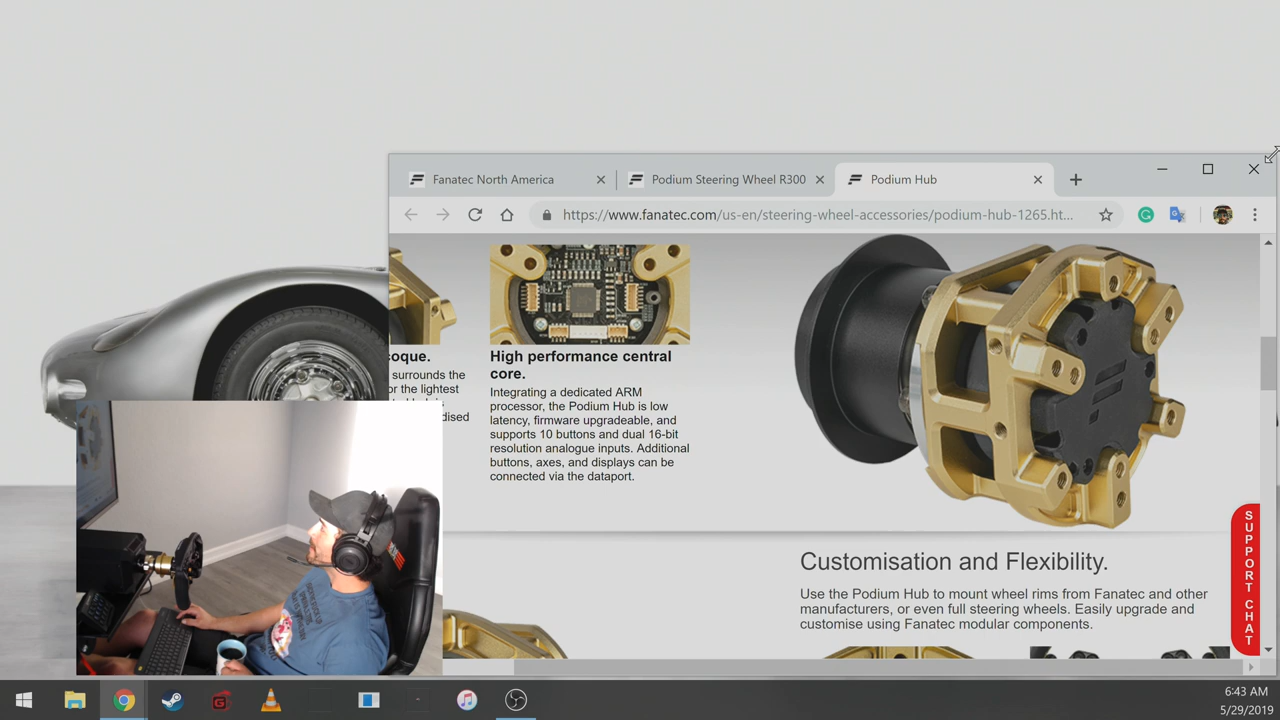 Fanatec North America
Podium Steering Wheel R300
Podium Hub
https://www.fanatec.com/us-en/steering-wheel-accessories/podium-hub-1265.ht...
coque.
surrounds the
or the lightest
dised
High performance central
core.
Integrating a dedicated ARM
processor, the Podium Hub is low
latency, firmware upgradeable, and
supports 10 buttons and dual 16-bit
resolution analogue inputs. Additional
buttons, axes, and displays can be
connected via the dataport.
Customisation and Flexibility.
Use the Podium Hub to mount wheel rims from Fanatec and other
manufacturers, or even full steering wheels. Easily upgrade and
customise using Fanatec modular components.
SUPPORT CHAT
6:43 AM
5/29/2019